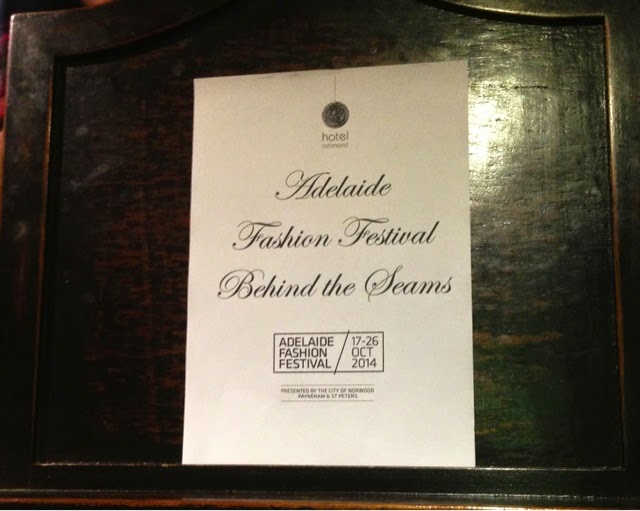 hotel
richmond
Adelaide
Fashion Festival
Behind the Seams
ADELAIDE
FASHION
FESTIVAL
17-26
OCT
2014
PRESENTED BY THE CITY OF NORWOOD
PAYNEHAM & ST PETERS